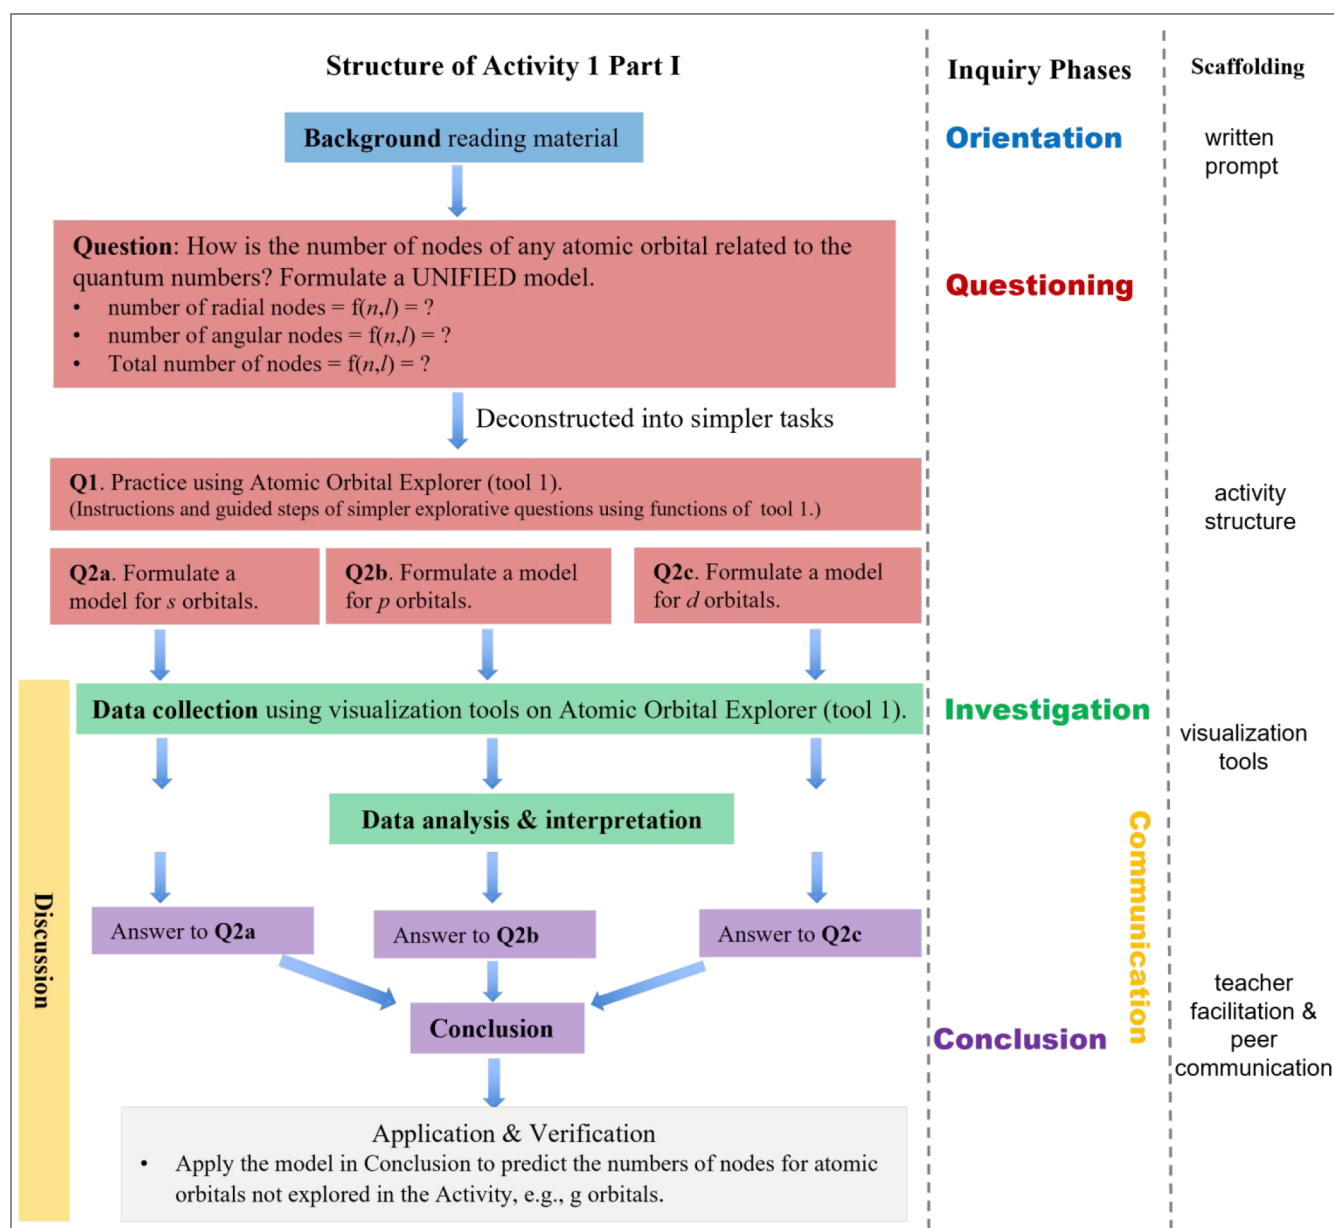 Structure of Activity 1 Part I
Inquiry Phases
Scaffolding
Background reading material
Orientation
written
prompt
Question: How is the number of nodes of any atomic orbital related to the
quantum numbers? Formulate a UNIFIED model.
• number of radial nodes = f(n,l) = ?
• number of angular nodes = f(n,l) = ?
• Total number of nodes = f(n,l) = ?
Questioning
Deconstructed into simpler tasks
Q1. Practice using Atomic Orbital Explorer (tool 1).
(Instructions and guided steps of simpler explorative questions using functions of tool 1.)
activity
structure
Q2a. Formulate a
model for s orbitals.
Q2b. Formulate a model
for p orbitals.
Q2c. Formulate a model
for d orbitals.
Data collection using visualization tools on Atomic Orbital Explorer (tool 1).
Investigation
visualization
tools
Data analysis & interpretation
Communication
Discussion
Answer to Q2a
Answer to Q2b
Answer to Q2c
Conclusion
Conclusion
teacher
facilitation &
peer
communication
Application & Verification
• Apply the model in Conclusion to predict the numbers of nodes for atomic
orbitals not explored in the Activity, e.g., g orbitals.